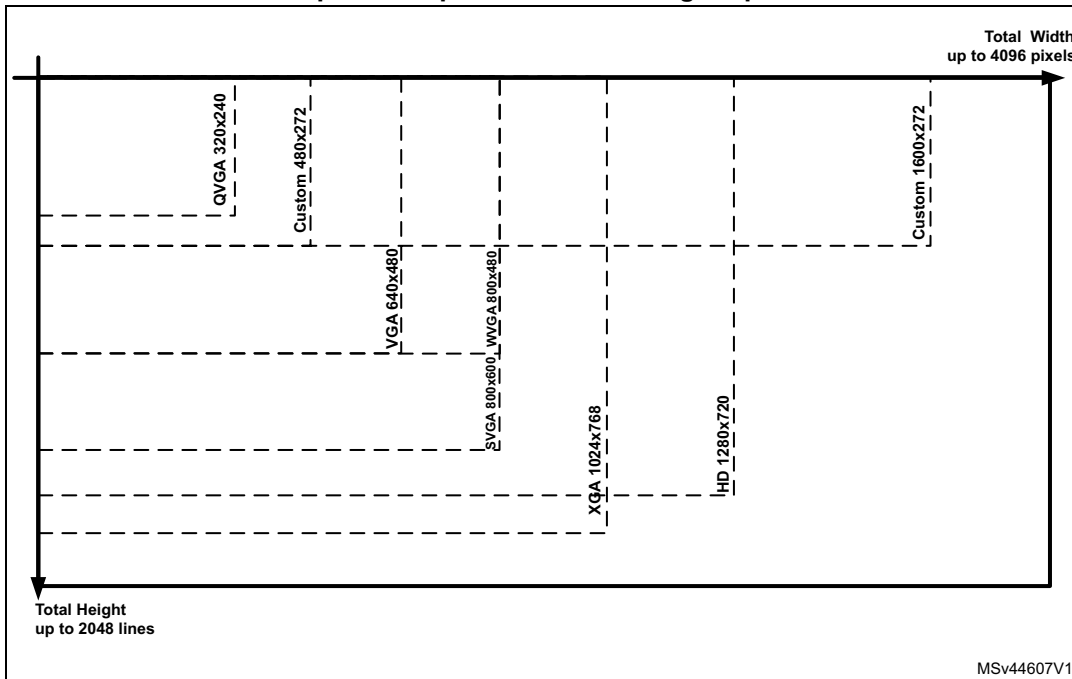 Total Width
up to 4096 pixels
QVGA 320x240
Custom 480x272
Custom 1600x272
VGA 640x480
WVGA 800x480
SVGA 800x600
XGA 1024x768
HD 1280x720
Total Height
up to 2048 lines
MSv44607V1